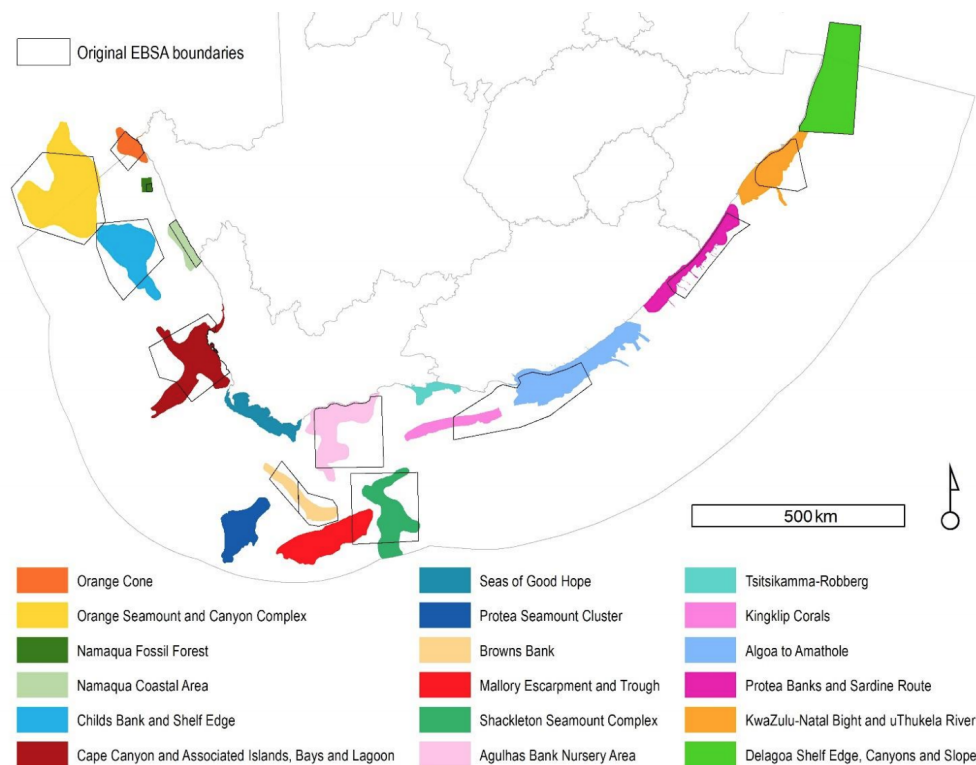 Original EBSA boundaries
500 km
Orange Cone
Orange Seamount and Canyon Complex
Namaqua Fossil Forest
Namaqua Coastal Area
Childs Bank and Shelf Edge
Cape Canyon and Associated Islands, Bays and Lagoon
Seas of Good Hope
Protea Seamount Cluster
Browns Bank
Mallory Escarpment and Trough
Shackleton Seamount Complex
Agulhas Bank Nursery Area
Tsitsikamma-Robberg
Kingklip Corals
Algoa to Amathole
Protea Banks and Sardine Route
KwaZulu-Natal Bight and uThukela River
Delagoa Shelf Edge, Canyons and Slope